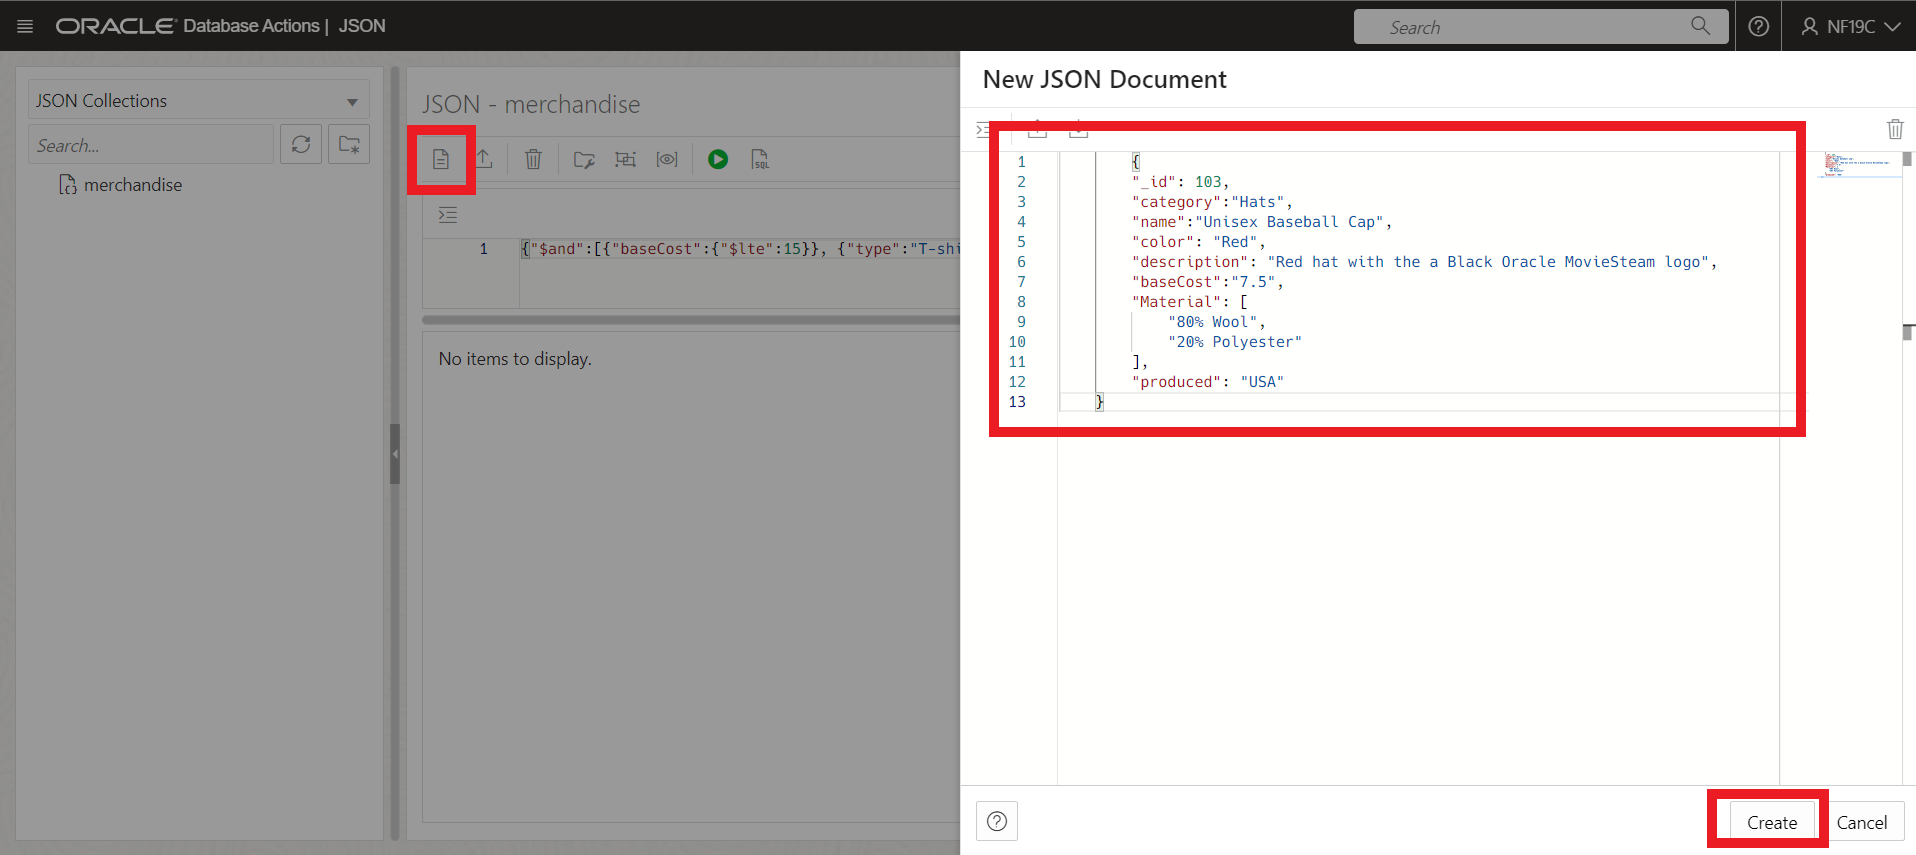 ORACLE Database Actions | JSON
Search
NF19C
JSON Collections
Search...
merchandise
JSON - merchandise
SQL
1 {"$and":[{"baseCost":{"$lte":15}}, {"type":"T-shi
No items to display.
New JSON Document
1 {
2 "_id": 103,
3 "category":"Hats",
4 "name":"Unisex Baseball Cap",
5 "color": "Red",
6 "description": "Red hat with the a Black Oracle MovieSteam logo",
7 "baseCost":"7.5",
8 "Material": [
9 "80% Wool",
10 "20% Polyester"
11 ],
12 "produced": "USA"
13 }
Create
Cancel